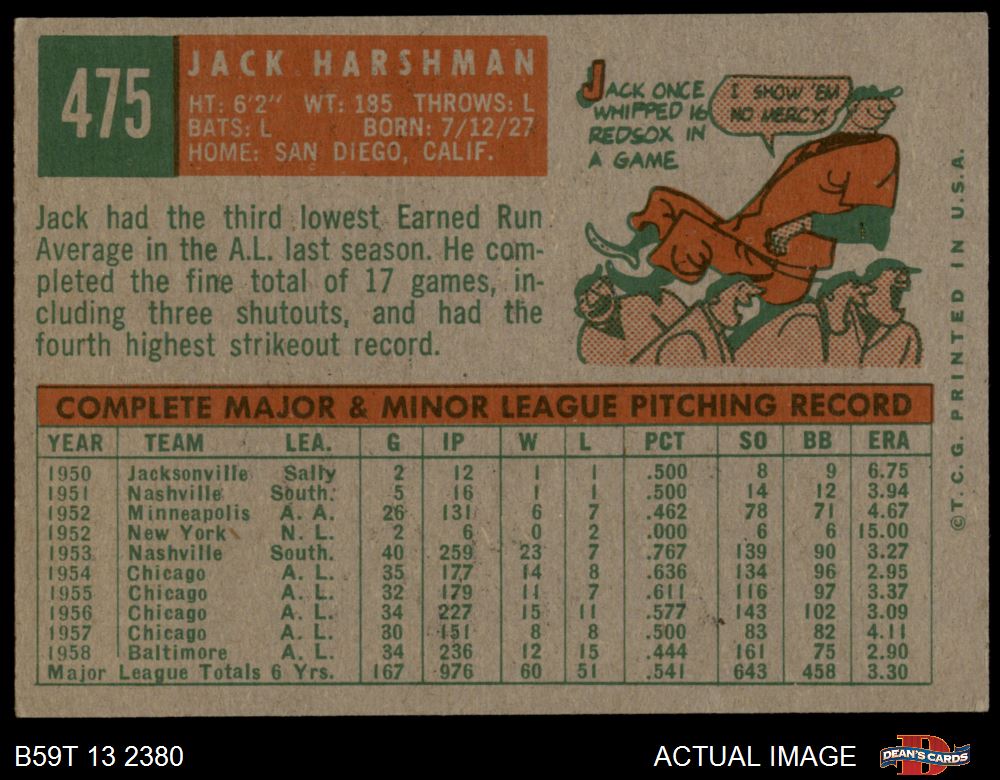 475
JACK HARSHMAN
HT: 6'2" WT: 185 THROWS: L
BATS: L BORN: 7/12/27
HOME: SAN DIEGO, CALIF.
JACK ONCE
WHIPPED 16
REDSOX IN
A GAME
I SHOW 'EM
NO MERCY!
Jack had the third lowest Earned Run
Average in the A.L. last season. He com-
pleted the fine total of 17 games, in-
cluding three shutouts, and had the
fourth highest strikeout record.
COMPLETE MAJOR & MINOR LEAGUE PITCHING RECORD
YEAR TEAM LEA. G IP W L PCT SO BB ERA
1950 Jacksonville Sally 2 12 1 1 .500 8 9 6.75
1951 Nashville South. 5 16 1 1 .500 14 12 3.94
1952 Minneapolis A. A. 26 131 6 7 .462 78 71 4.67
1952 New York N. L. 2 6 0 2 .000 6 6 15.00
1953 Nashville South. 40 259 23 7 .767 139 90 3.27
1954 Chicago A. L. 35 177 14 8 .636 134 96 2.95
1955 Chicago A. L. 32 179 11 7 .611 116 97 3.37
1956 Chicago A. L. 34 227 15 11 .577 143 102 3.09
1957 Chicago A. L. 30 151 8 8 .500 83 82 4.11
1958 Baltimore A. L. 34 236 12 15 .444 161 75 2.90
Major League Totals 6 Yrs. 167 976 60 51 .541 643 458 3.30
©T.C.G. PRINTED IN U.S.A.
B59T 13 2380
ACTUAL IMAGE
D
DEAN'S CARDS